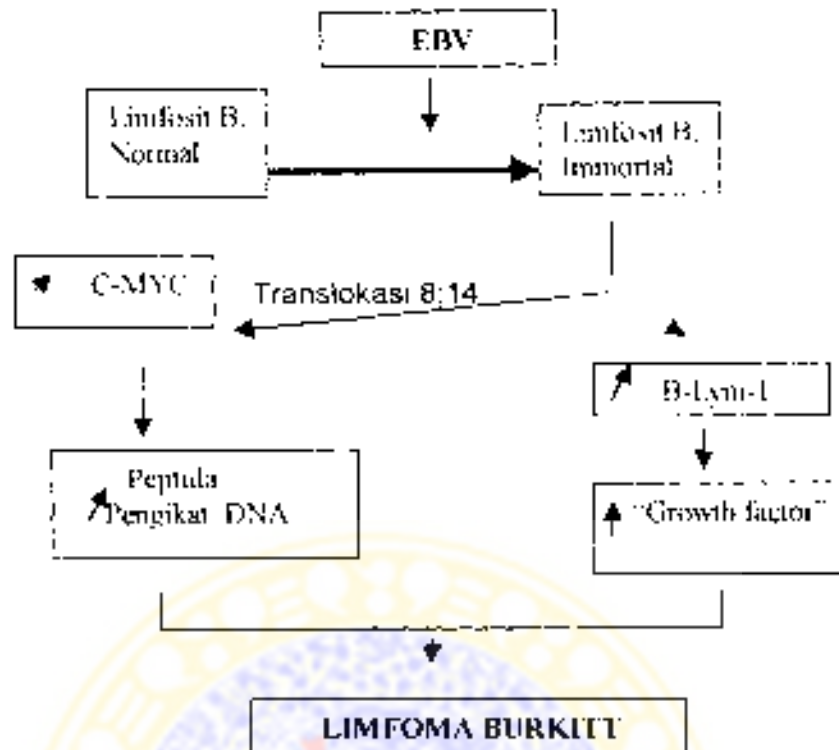 EBV
Limfosit B.
Normal
Limfosit B.
Immortal
C-MYC
Translokasi 8;14
B-Lym-1
Peptida
Pengikat DNA
"Growth factor"
LIMFOMA BURKITT